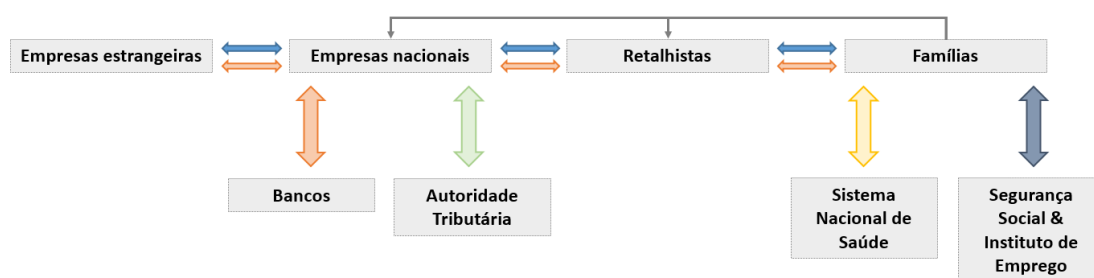 Empresas estrangeiras
Empresas nacionais
Retalhistas
Famílias
Bancos
Autoridade
Tributária
Sistema
Nacional de
Saúde
Segurança
Social &
Instituto de
Emprego